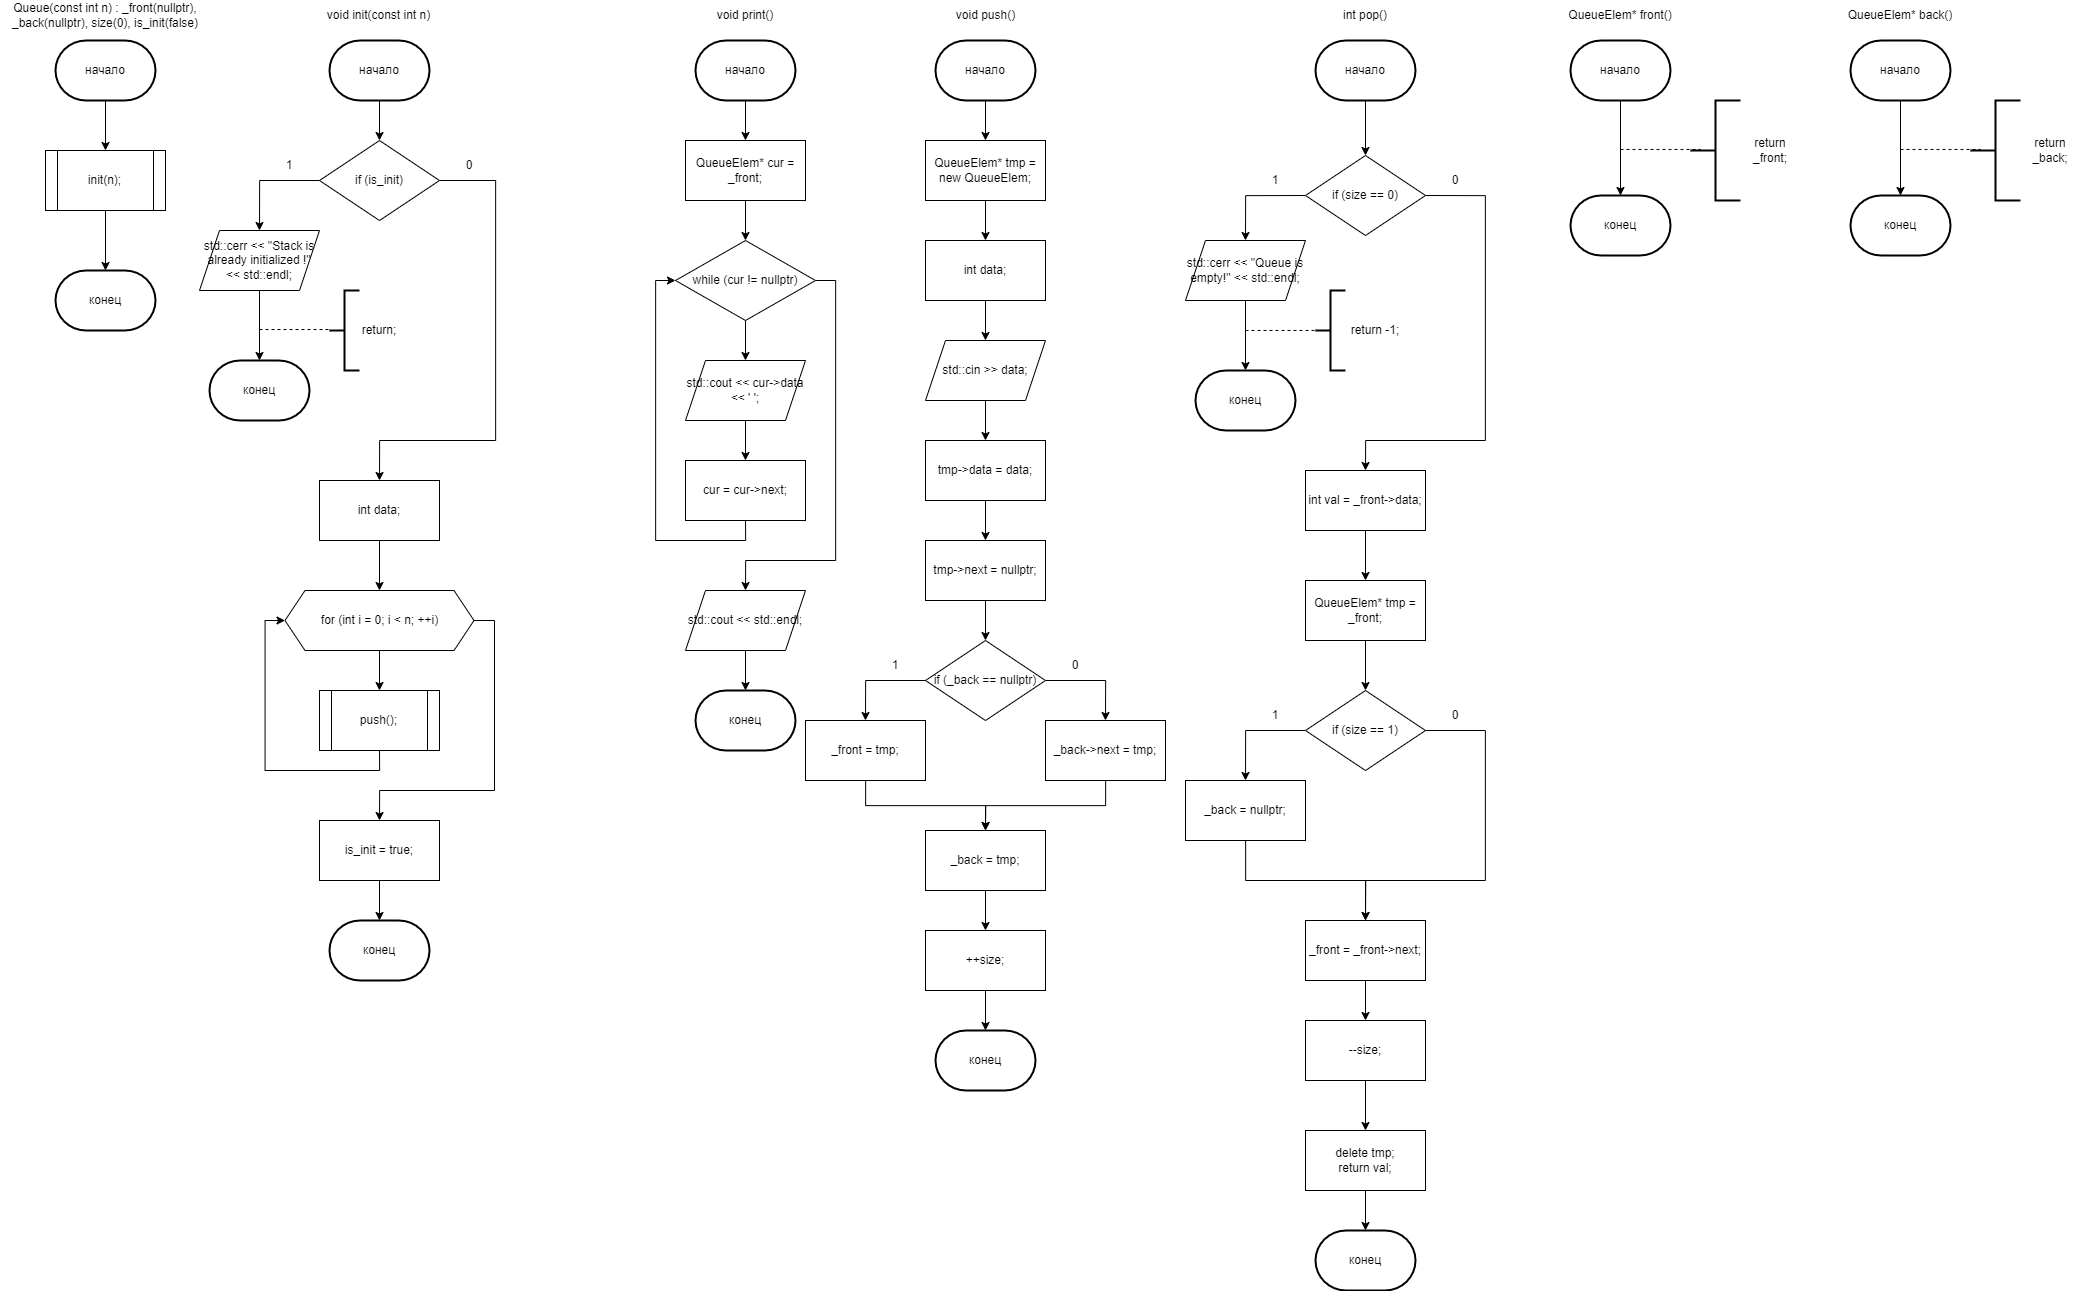 Queue(const int n) : _front(nullptr),
_back(nullptr), size(0), is_init(false)
начало
init(n);
конец
void init(const int n)
начало
if (is_init)
1
0
std::cerr << "Stack is
already initialized !"
<< std::endl;
return;
конец
int data;
for (int i = 0; i < n; ++i)
push();
is_init = true;
конец
void print()
начало
QueueElem* cur =
_front;
while (cur != nullptr)
std::cout << cur->data
<< ' ';
cur = cur->next;
std::cout << std::endl;
конец
void push()
начало
QueueElem* tmp =
new QueueElem;
int data;
std::cin >> data;
tmp->data = data;
tmp->next = nullptr;
if (_back == nullptr)
1
0
_front = tmp;
_back->next = tmp;
_back = tmp;
++size;
конец
int pop()
начало
if (size == 0)
1
0
std::cerr << "Queue is
empty!" << std::endl;
return -1;
конец
int val = _front->data;
QueueElem* tmp =
_front;
if (size == 1)
1
0
_back = nullptr;
_front = _front->next;
--size;
delete tmp;
return val;
конец
QueueElem* front()
начало
return
_front;
конец
QueueElem* back()
начало
return
_back;
конец